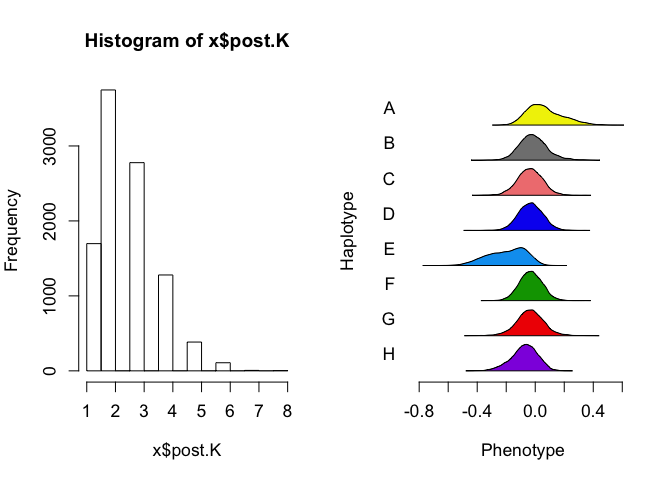 Histogram of x$post.K
Frequency
0
1000
2000
3000
1 2 3 4 5 6 7 8
x$post.K
Haplotype
A
B
C
D
E
F
G
H
-0.8 -0.4 0.0 0.4
Phenotype